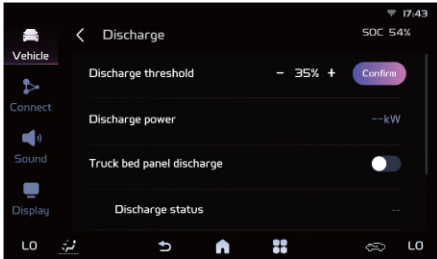 17:43
Discharge
SOC 54%
Vehicle
Discharge threshold
- 35% +
Confirm
Connect
Discharge power
--kW
Sound
Truck bed panel discharge
Display
Discharge status
--
LO
LO